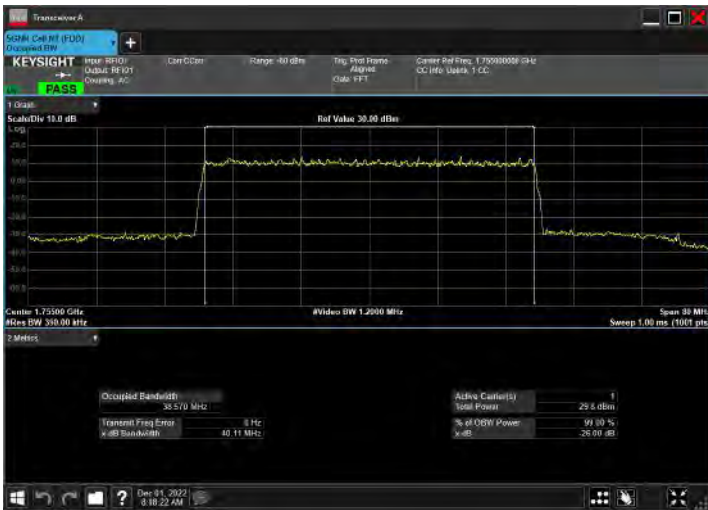 Transceiver A
5GNR Cell NT (FDD)
Occupied BW
KEYSIGHT
Input: RFIO1
Output: RFIO1
Coupling: AC
Corr CCorr
Range: -60 dBm
Trig: Prot Frame
Aligned
Gate: FFT
Center Ref Freq: 1.755000000 GHz
CC Info: Uplink, 1 CC
PASS
1 Graph
Scale/Div 10.0 dB
Ref Value 30.00 dBm
Log
Center 1.75500 GHz
#Video BW 1.2000 MHz
#Res BW 390.00 kHz
Sweep 1.00 ms (1001 pts)
2 Metrics
Occupied Bandwidth
38.570 MHz
Transmit Freq Error
0 Hz
x dB Bandwidth
40.11 MHz
Active Carrier(s)
1
Total Power
29.6 dBm
% of OBW Power
99.00 %
x dB
-26.00 dB
Dec 01, 2022
8:18:22 AM